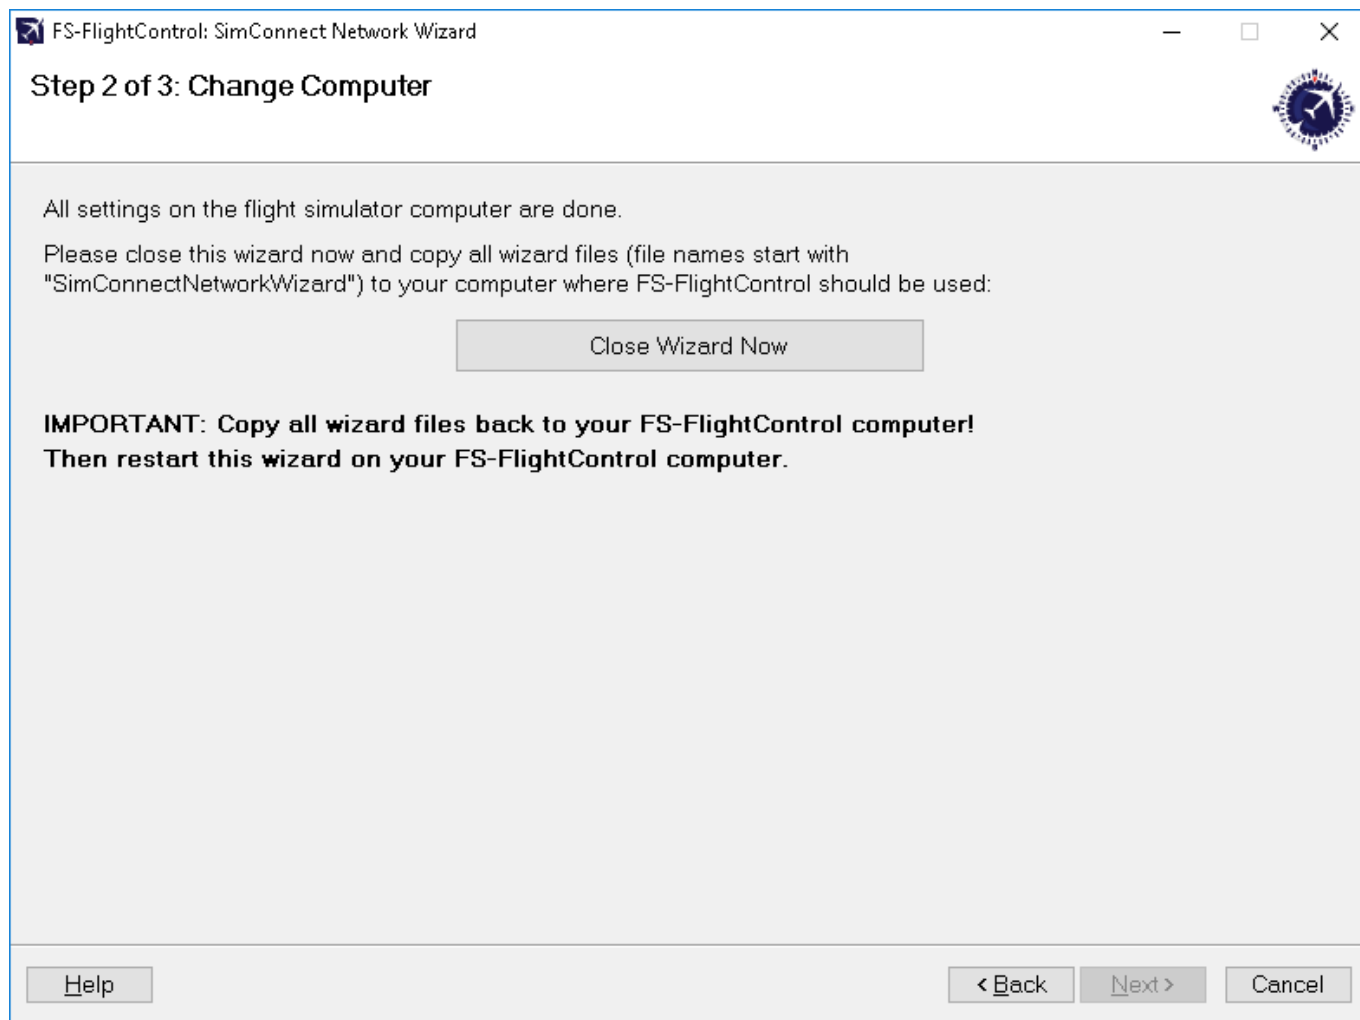 FS-FlightControl: SimConnect Network Wizard
Step 2 of 3: Change Computer
All settings on the flight simulator computer are done.
Please close this wizard now and copy all wizard files (file names start with
"SimConnectNetworkWizard") to your computer where FS-FlightControl should be used:
Close Wizard Now
IMPORTANT: Copy all wizard files back to your FS-FlightControl computer!
Then restart this wizard on your FS-FlightControl computer.
Help
< Back
Next >
Cancel